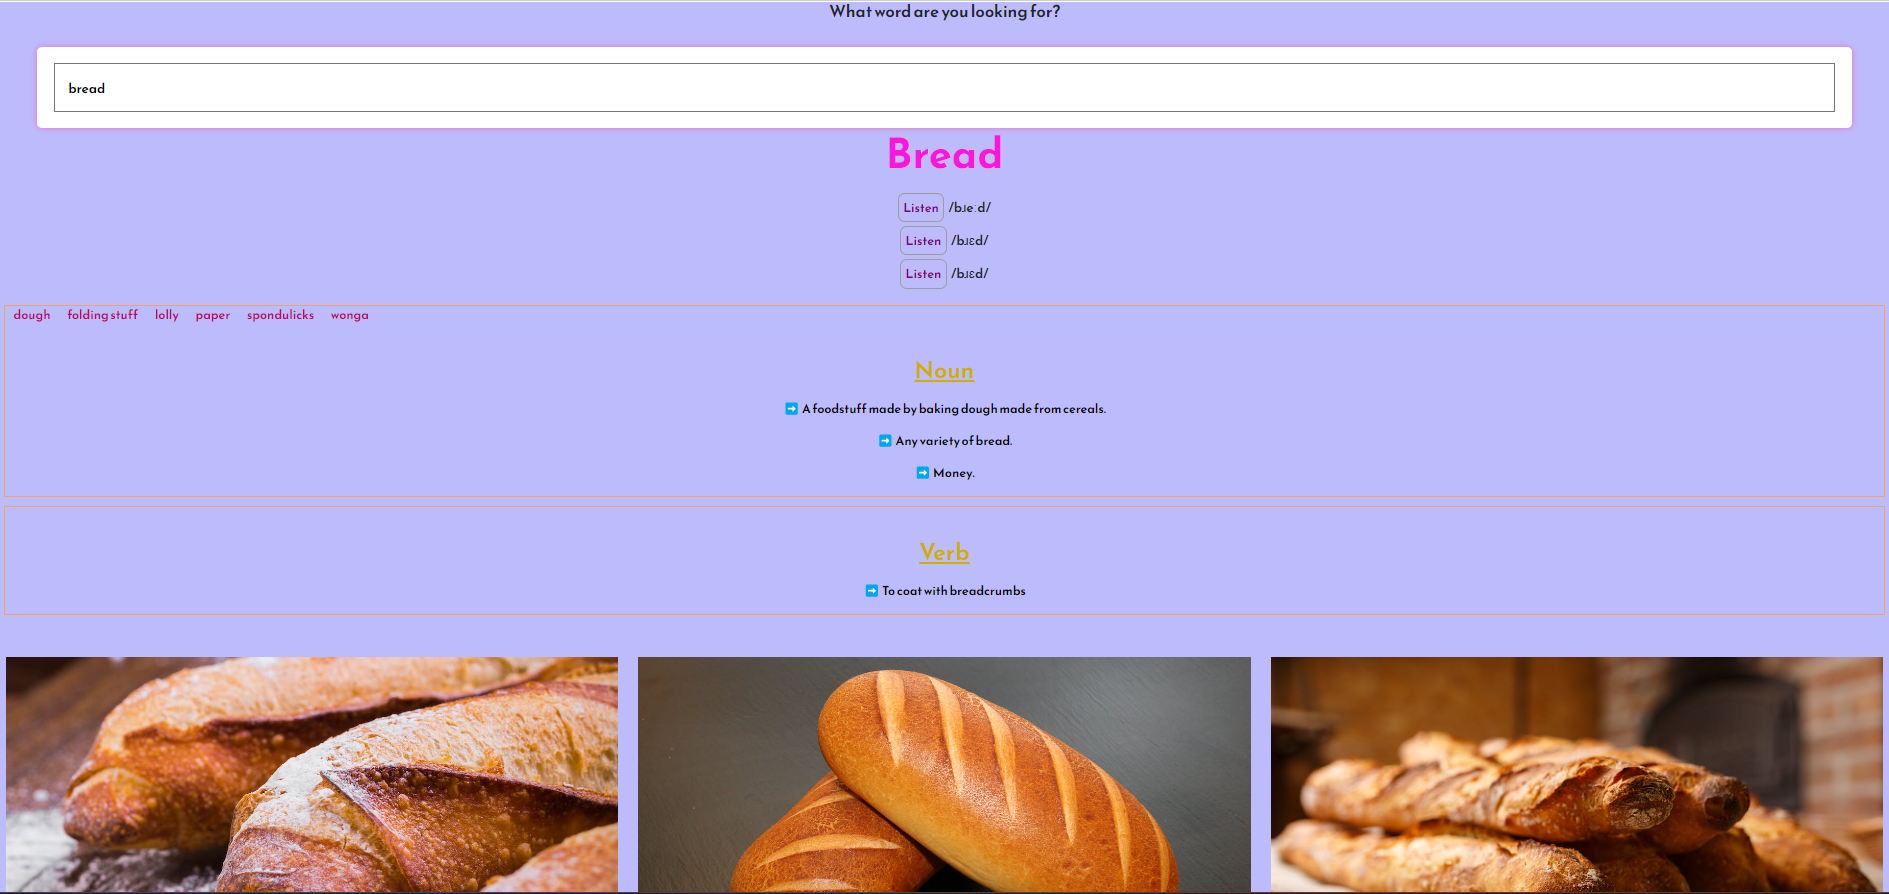 What word are you looking for?
bread
Bread
Listen /bɹeːd/
Listen /bɹɛd/
Listen /bɹɛd/
dough folding stuff lolly paper spondulicks wonga
Noun
➡ A foodstuff made by baking dough made from cereals.
➡ Any variety of bread.
➡ Money.
Verb
➡ To coat with breadcrumbs